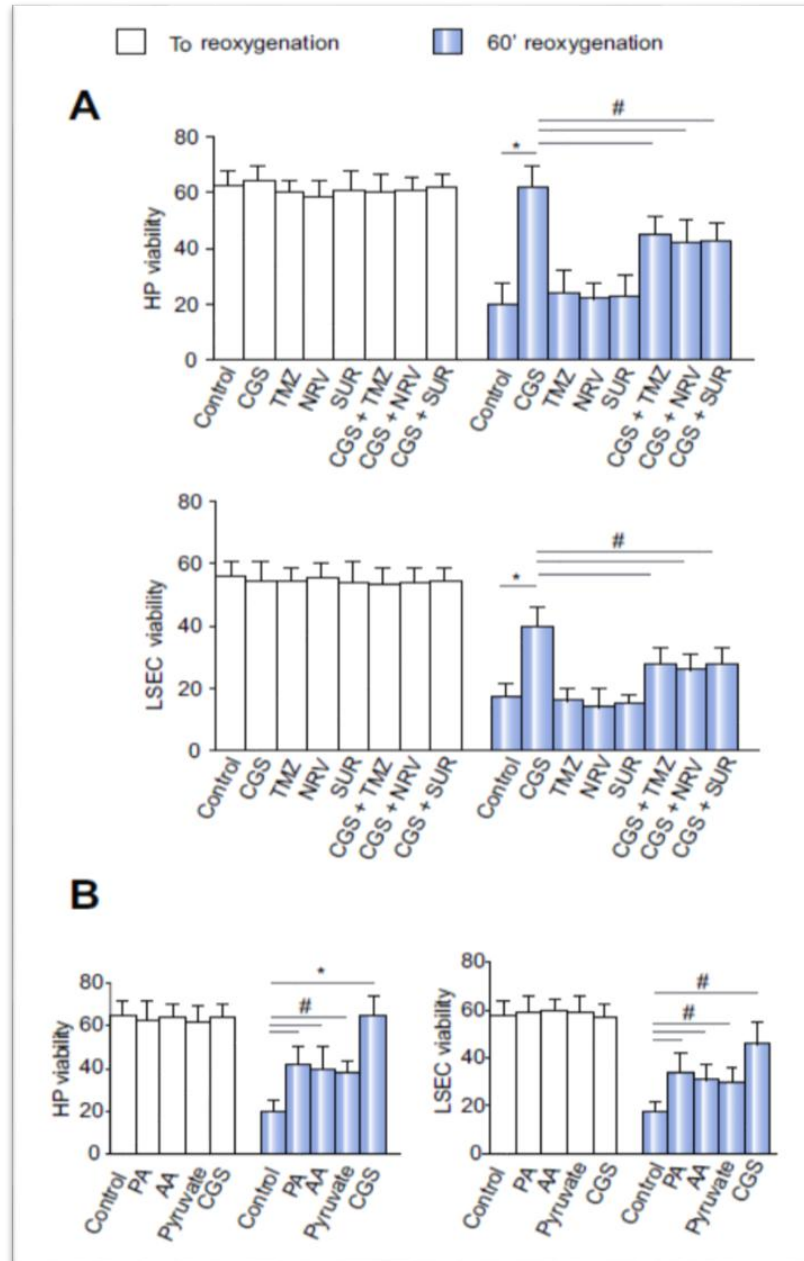 To reoxygenation
60' reoxygenation
A
#
80
*
60
40
20
0
HP viability
Control
CGS
TMZ
NRV
SUR
CGS + TMZ
CGS + NRV
CGS + SUR
Control
CGS
TMZ
NRV
SUR
CGS + TMZ
CGS + NRV
CGS + SUR
80
#
60
*
40
20
0
LSEC viability
Control
CGS
TMZ
NRV
SUR
CGS + TMZ
CGS + NRV
CGS + SUR
Control
CGS
TMZ
NRV
SUR
CGS + TMZ
CGS + NRV
CGS + SUR
B
80
*
#
60
40
20
0
HP viability
Control
PA
AA
Pyruvate
CGS
Control
PA
AA
Pyruvate
CGS
80
#
#
60
40
20
0
LSEC viability
Control
PA
AA
Pyruvate
CGS
Control
PA
AA
Pyruvate
CGS